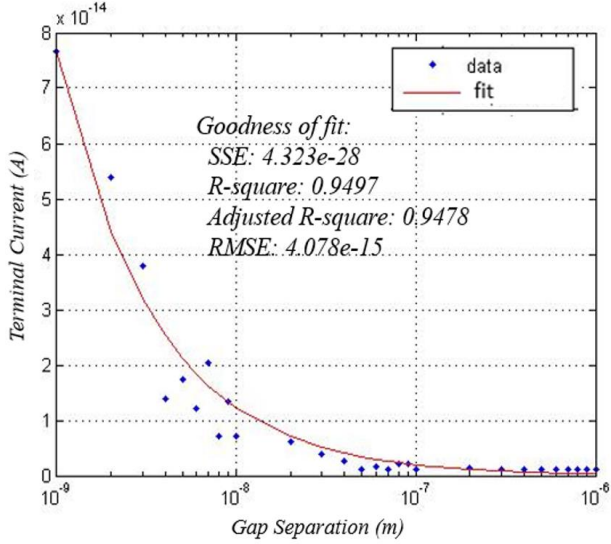 x 10^-14
8
7
6
5
4
3
2
1
0
Terminal Current (A)
data
fit
Goodness of fit:
SSE: 4.323e-28
R-square: 0.9497
Adjusted R-square: 0.9478
RMSE: 4.078e-15
10^-9 10^-8 10^-7 10^-6
Gap Separation (m)